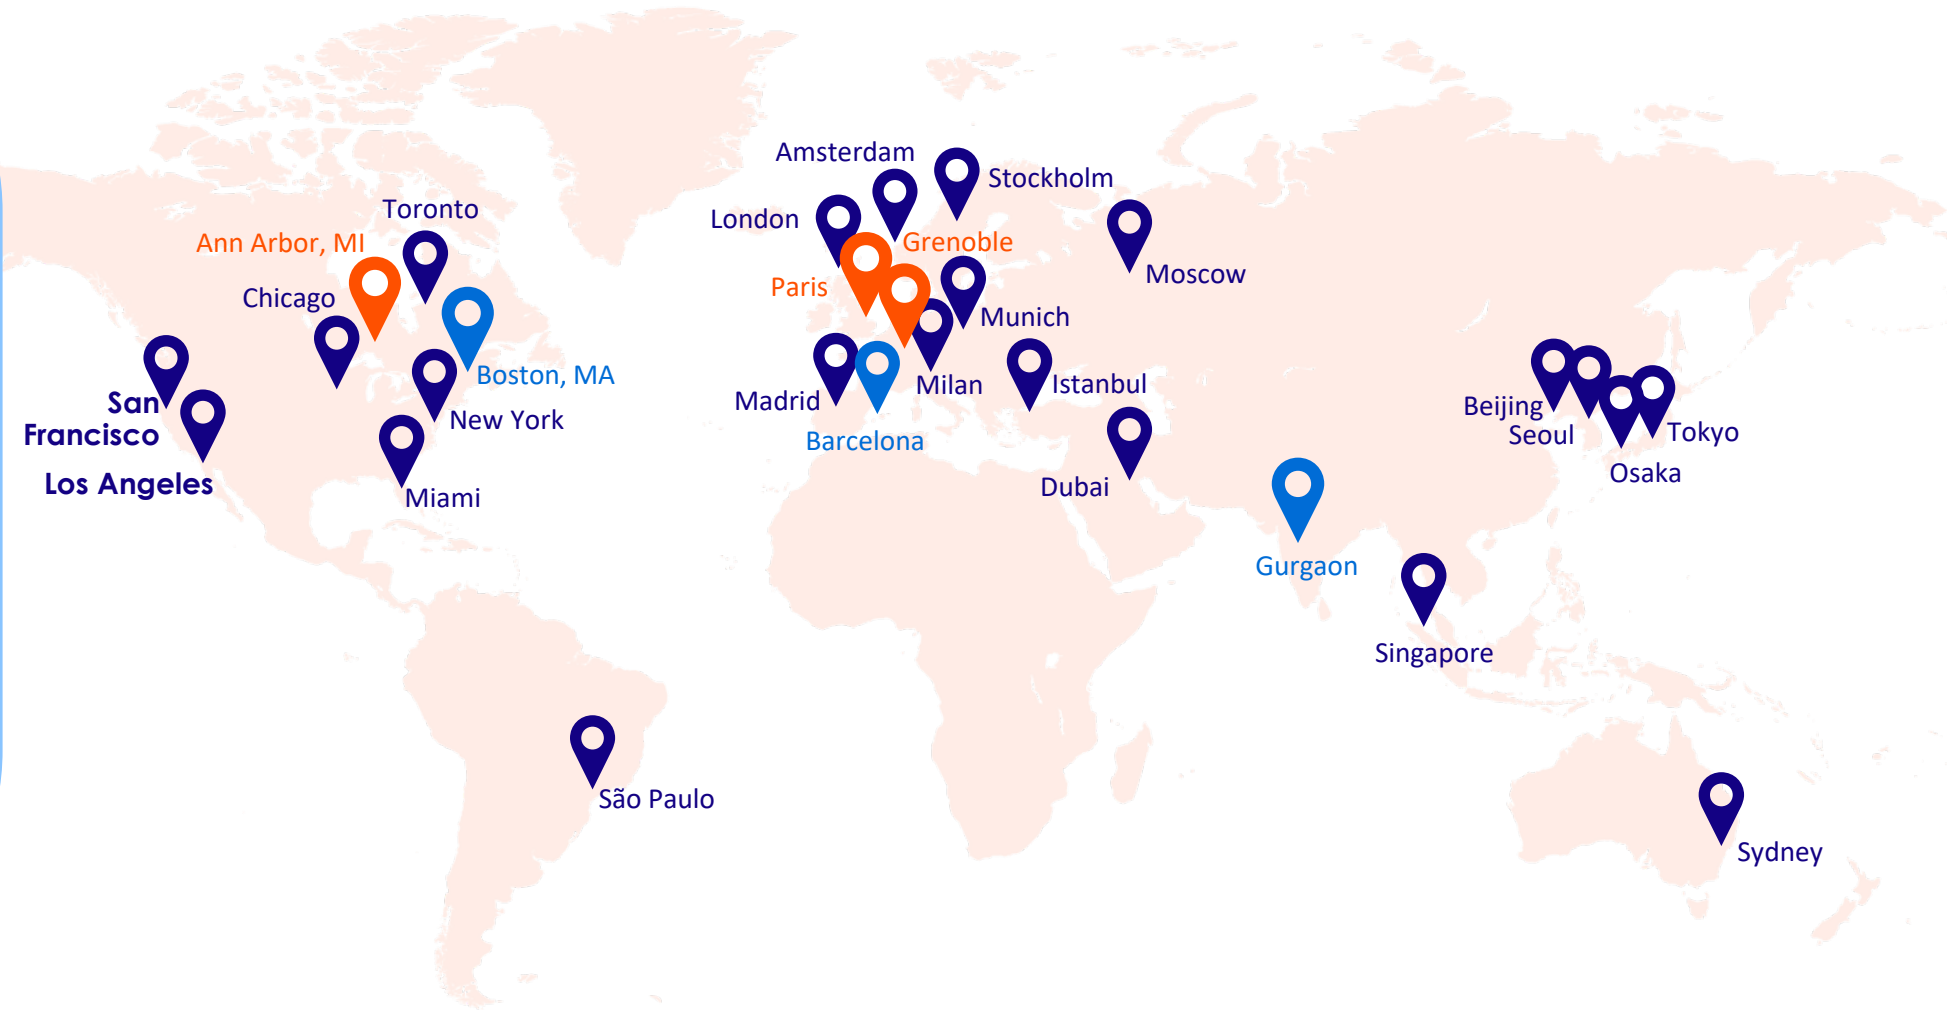 Amsterdam
Stockholm
Toronto
London
Ann Arbor, MI
Grenoble
Moscow
Paris
Chicago
Munich
Boston, MA
Milan
Istanbul
Madrid
San
Francisco
New York
Beijing
Seoul
Tokyo
Barcelona
Osaka
Los Angeles
Dubai
Miami
Gurgaon
Singapore
São Paulo
Sydney